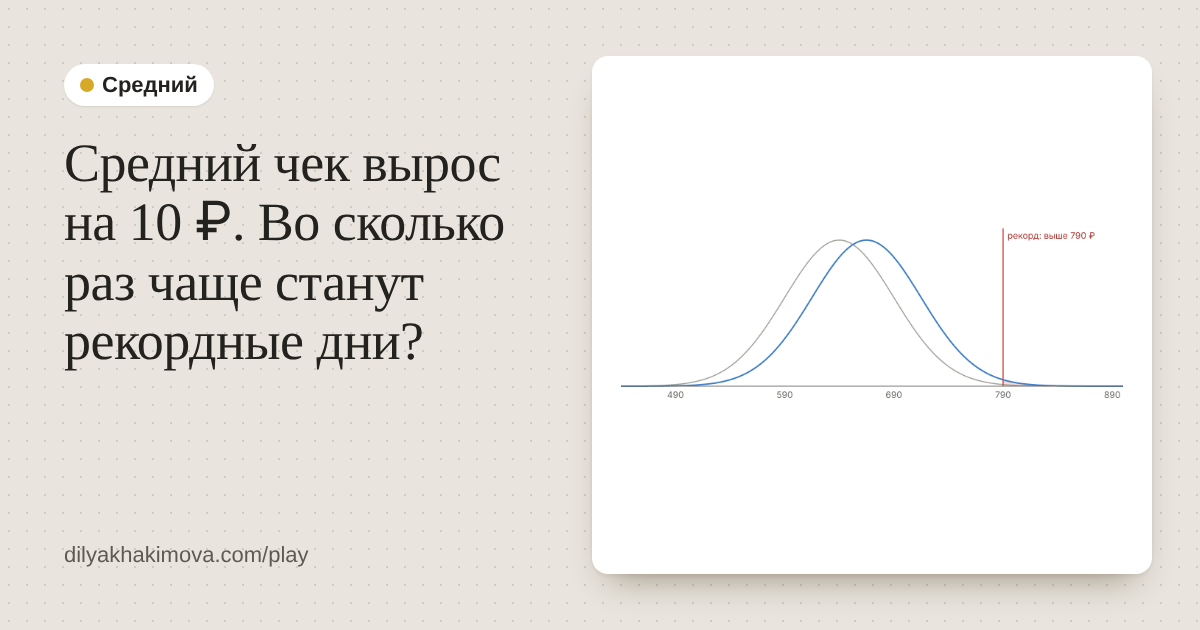 Средний
Средний чек вырос
на 10 ₽. Во сколько
раз чаще станут
рекордные дни?
dilyakhakimova.com/play
рекорд: выше 790 ₽
490 590 690 790 890